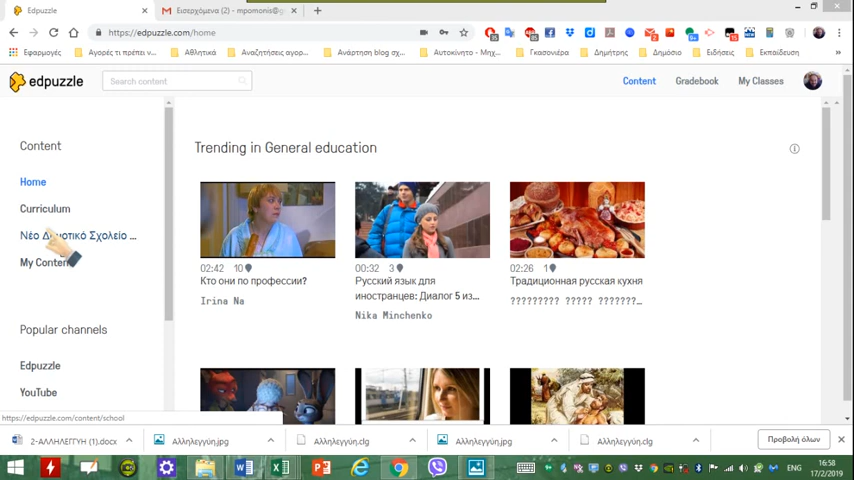 Edpuzzle
Εισερχόμενα (2) - mpomonis@g
https://edpuzzle.com/home
Εφαρμογές
Αγορές τι πρέπει ν...
Αθλητικά
Αναζητήσεις αγορ...
Ανάρτηση blog σχ...
Αυτοκίνητο - Μηχ...
Γκασονιέρα
Δημήτρης
Δημόσιο
Ειδήσεις
Εκπαίδευση
edpuzzle
Search content
Content
Gradebook
My Classes
Content
Home
Curriculum
Νέο Δημοτικό Σχολείο ...
My Content
Popular channels
Edpuzzle
YouTube
Trending in General education
02:42 10
Кто они по профессии?
Irina Na
00:32 3
Русский язык для
иностранцев: Диалог 5 из...
Nika Minchenko
02:26 1
Традиционная русская кухня
????????? ????? ???????...
https://edpuzzle.com/content/school
2-ΑΛΛΗΛΕΓΓΥΗ (1).docx
Αλληλεγγύη.jpg
Αλληλεγγύη.clg
Αλληλεγγύη.jpg
Αλληλεγγύη.clg
Προβολή όλων
ENG
16:58
17/2/2019